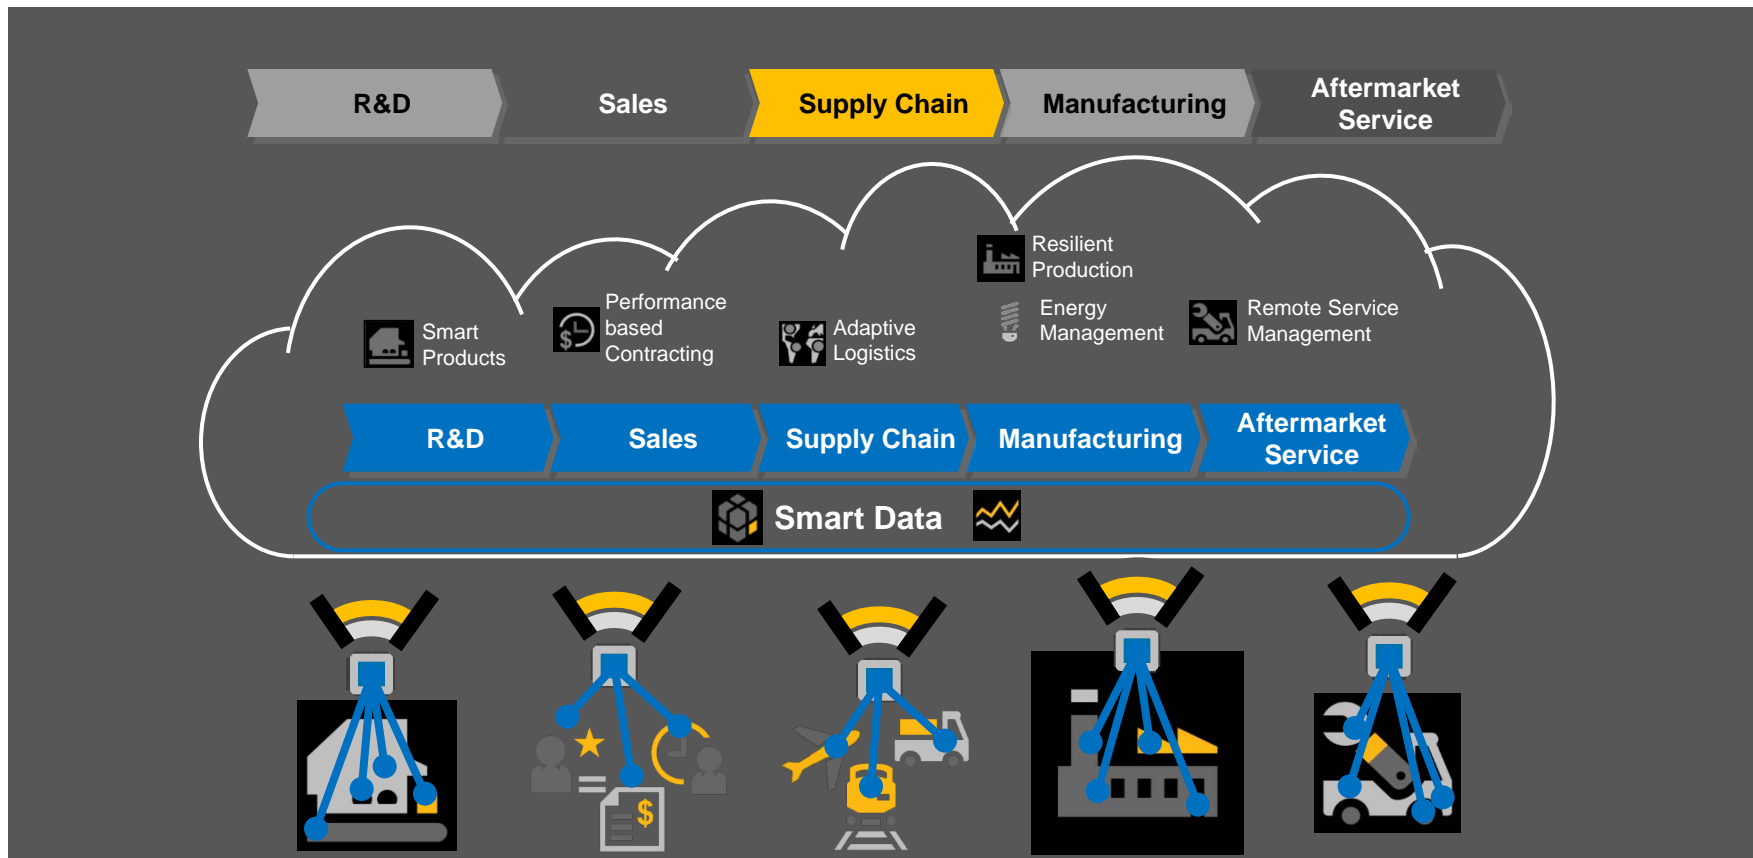 R&D
Sales
Supply Chain
Manufacturing
Aftermarket
Service
Resilient
Production
Performance
based
Contracting
Smart
Products
Adaptive
Logistics
Energy
Management
Remote Service
Management
$
R&D
Sales
Supply Chain
Manufacturing
Aftermarket
Service
Smart Data
$